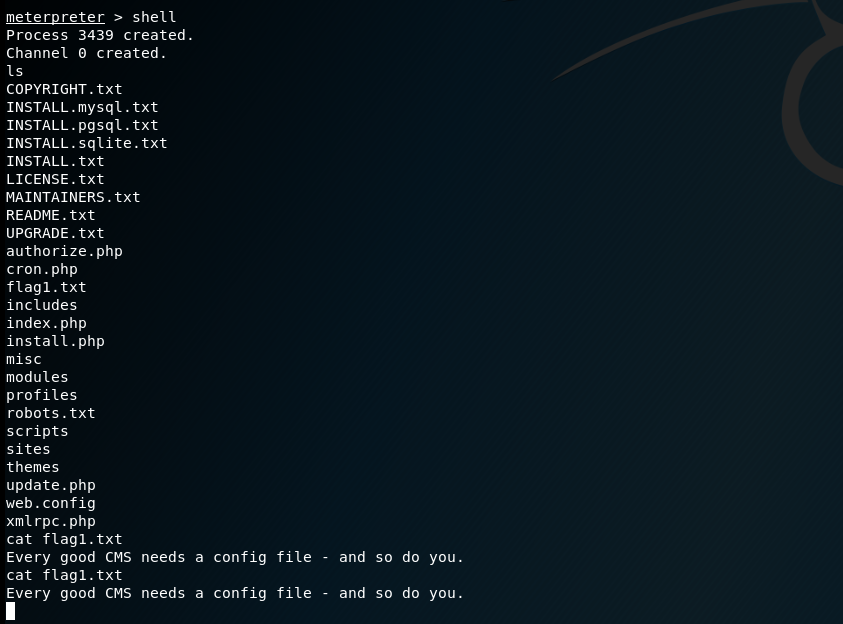 meterpreter > shell
Process 3439 created.
Channel 0 created.
ls
COPYRIGHT.txt
INSTALL.mysql.txt
INSTALL.pgsql.txt
INSTALL.sqlite.txt
INSTALL.txt
LICENSE.txt
MAINTAINERS.txt
README.txt
UPGRADE.txt
authorize.php
cron.php
flag1.txt
includes
index.php
install.php
misc
modules
profiles
robots.txt
scripts
sites
themes
update.php
web.config
xmlrpc.php
cat flag1.txt
Every good CMS needs a config file - and so do you.
cat flag1.txt
Every good CMS needs a config file - and so do you.